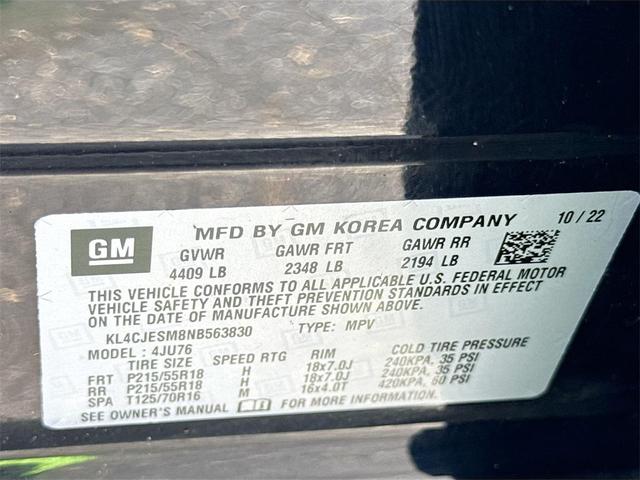 GM
MFD BY GM KOREA COMPANY 10 / 22
GVWR GAWR FRT GAWR RR
4409 LB 2348 LB 2194 LB
THIS VEHICLE CONFORMS TO ALL APPLICABLE U.S. FEDERAL MOTOR
VEHICLE SAFETY AND THEFT PREVENTION STANDARDS IN EFFECT
ON THE DATE OF MANUFACTURE SHOWN ABOVE.
KL4CJESM8NB563830 TYPE: MPV
MODEL : 4JU76
TIRE SIZE SPEED RTG RIM COLD TIRE PRESSURE
FRT P215/55R18 H 18x7.0J 240KPA, 35 PSI
RR P215/55R18 H 18x7.0J 240KPA, 35 PSI
SPA T125/70R16 M 16x4.0T 420KPA, 60 PSI
SEE OWNER'S MANUAL FOR MORE INFORMATION.